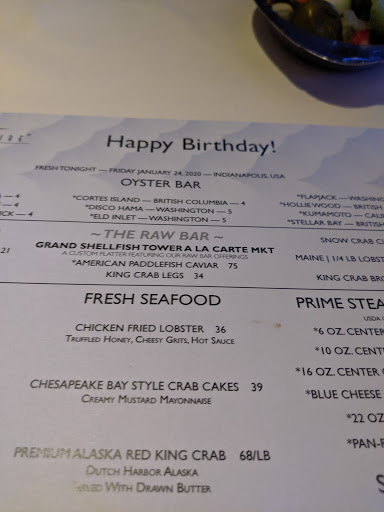 Happy Birthday!
FRESH TONIGHT — FRIDAY JANUARY 24, 2020 — INDIANAPOLIS, USA
OYSTER BAR
*CORTES ISLAND — BRITISH COLUMBIA — 4
*DISCO HAMA — WASHINGTON — 5
*ELD INLET — WASHINGTON — 5
— 4
— 4
— 4
*FLAPJACK — WASHING
*HOLLIEWOOD — BRITISH
*KUMAMOTO — CALI
*STELLAR BAY — BRITISH
~ THE RAW BAR ~
GRAND SHELLFISH TOWER A LA CARTE MKT
A CUSTOM PLATTER FEATURING OUR RAW BAR OFFERINGS
*AMERICAN PADDLEFISH CAVIAR 75
KING CRAB LEGS 34
21
SNOW CRAB C
MAINE | 1/4 LB LOBST
KING CRAB BRO
FRESH SEAFOOD
CHICKEN FRIED LOBSTER 36
TRUFFLED HONEY, CHEESY GRITS, HOT SAUCE
CHESAPEAKE BAY STYLE CRAB CAKES 39
CREAMY MUSTARD MAYONNAISE
PREMIUM ALASKA RED KING CRAB 68/LB
DUTCH HARBOR ALASKA
WITH DRAWN BUTTER
PRIME STEA
USDA
*6 OZ. CENTER
*10 OZ. CENT
*16 OZ. CENTER
*BLUE CHEESE
*22 OZ
*PAN-R
S